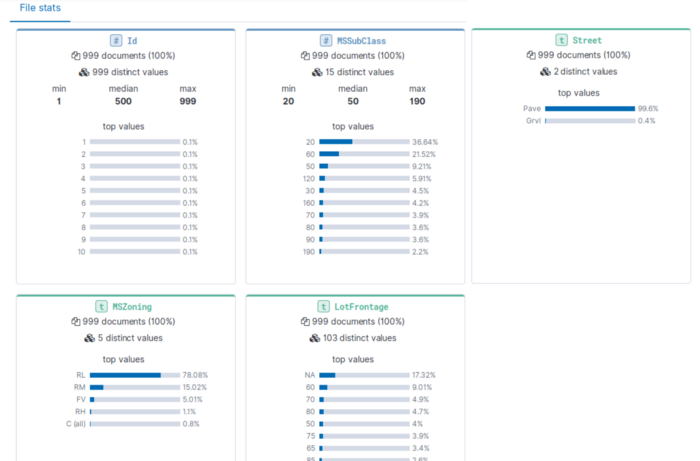 File stats
# Id
999 documents (100%)
999 distinct values
min median max
1 500 999
top values
1 0.1%
2 0.1%
3 0.1%
4 0.1%
5 0.1%
6 0.1%
7 0.1%
8 0.1%
9 0.1%
10 0.1%
# MSSubClass
999 documents (100%)
15 distinct values
min median max
20 50 190
top values
20 36.64%
60 21.52%
50 9.21%
120 5.91%
30 4.5%
160 4.2%
70 3.9%
80 3.6%
90 3.6%
190 2.2%
t Street
999 documents (100%)
2 distinct values
top values
Pave 99.6%
Grvl 0.4%
t MSZoning
999 documents (100%)
5 distinct values
top values
RL 78.08%
RM 15.02%
FV 5.01%
RH 1.1%
C (all) 0.8%
t LotFrontage
999 documents (100%)
103 distinct values
top values
NA 17.32%
60 9.01%
70 4.9%
80 4.7%
50 4%
75 3.9%
65 3.4%